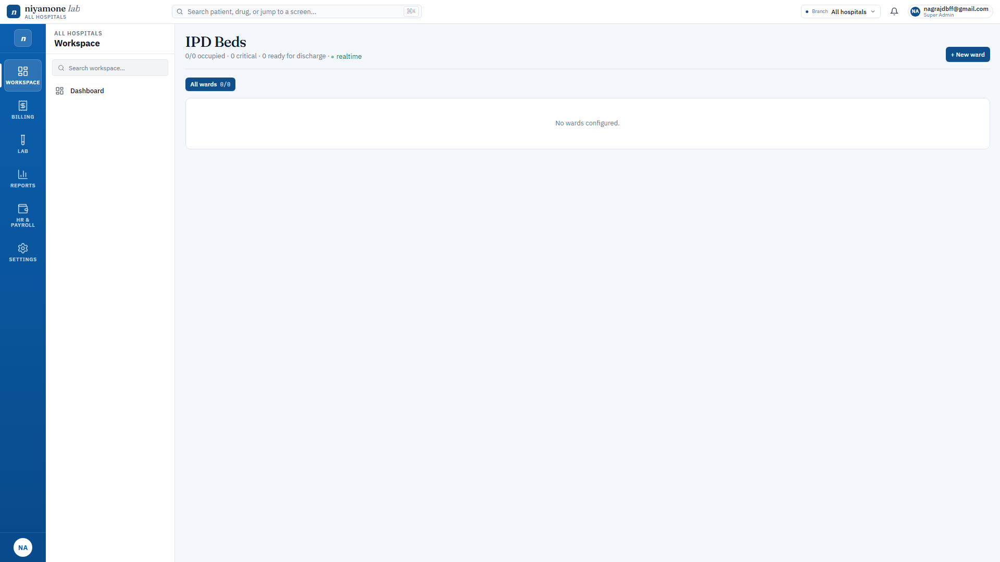 n niyamone lab
ALL HOSPITALS
Search patient, drug, or jump to a screen... ⌘K
Branch All hospitals
NA nagrajdbff@gmail.com
Super Admin
n
WORKSPACE
BILLING
LAB
REPORTS
HR &
PAYROLL
SETTINGS
NA
ALL HOSPITALS
Workspace
Search workspace...
Dashboard
IPD Beds
0/0 occupied · 0 critical · 0 ready for discharge · ● realtime
+ New ward
All wards 0/0
No wards configured.